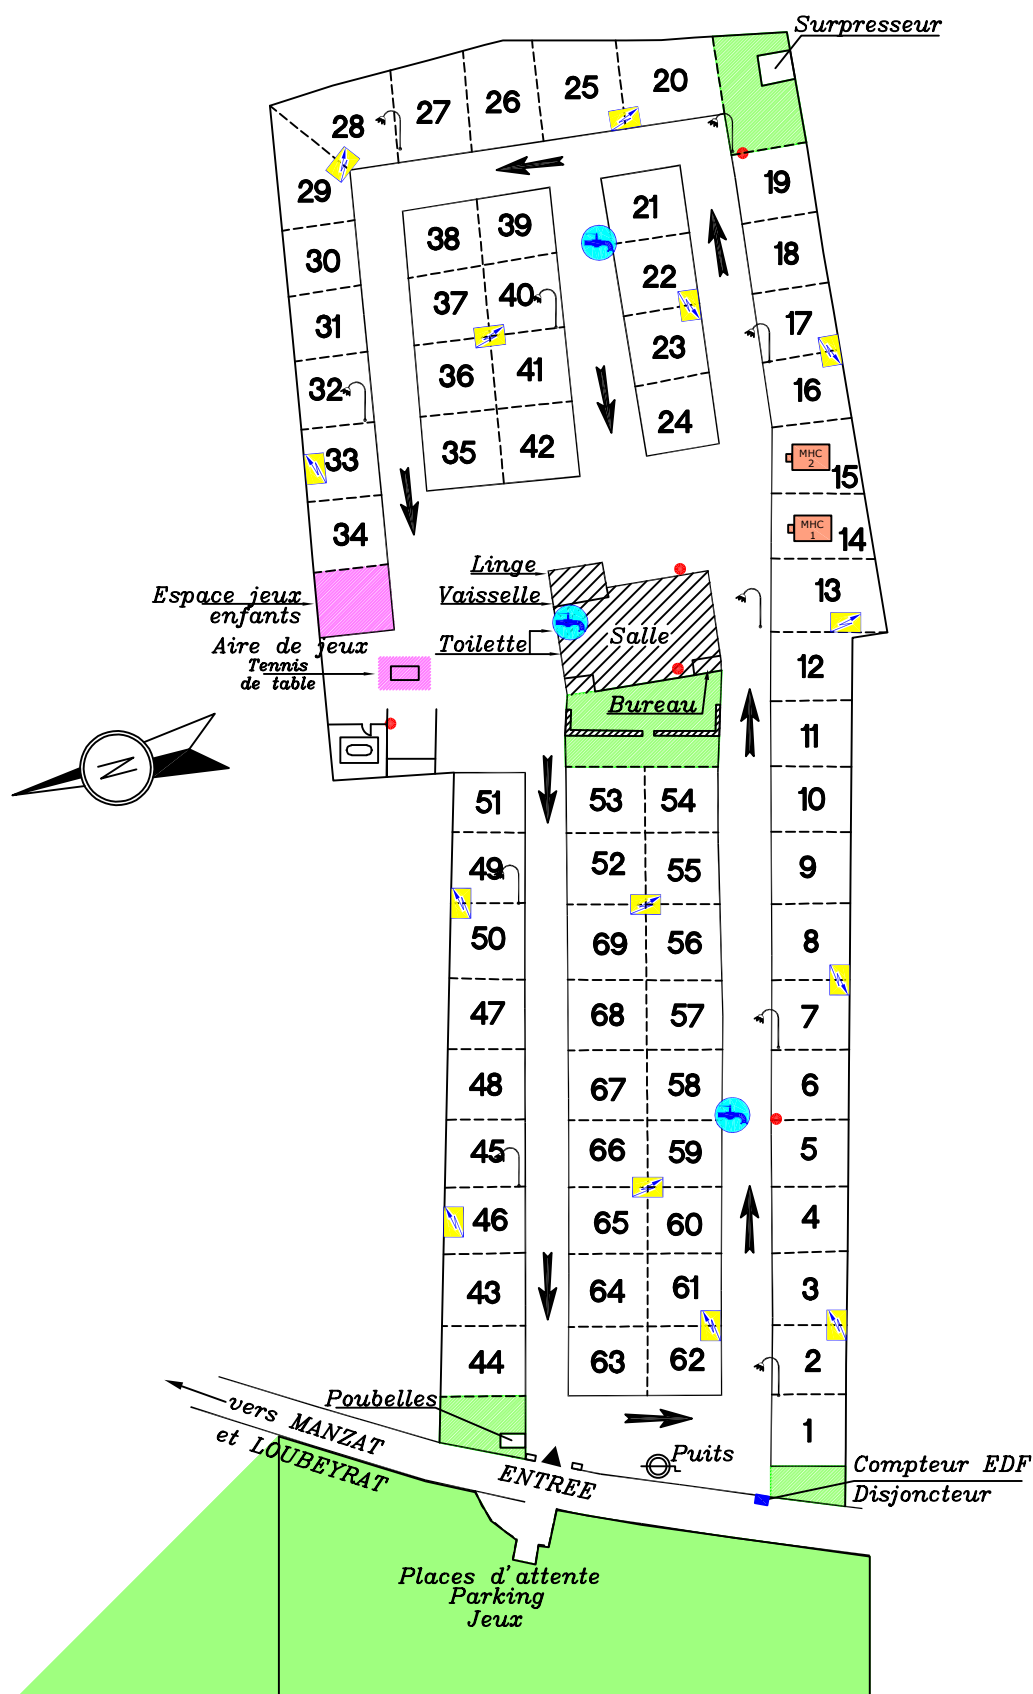 Surpresseur
28 27 26 25 20
29 19
30 38 39 21 18
31 37 40 22 17
32 36 41 23 16
33 35 42 24
MHC
2
15
34
MHC
1
14
Linge
Espace jeux
enfants
Vaisselle
13
Aire de jeux
Toilette
Salle
Tennis
de table
12
Bureau
N
11
51 53 54 10
49 52 55 9
50 69 56 8
47 68 57 7
48 67 58 6
45 66 59 5
46 65 60 4
43 64 61 3
44 63 62 2
Poubelles
1
vers MANZAT
et LOUBEYRAT
ENTREE
Puits
Compteur EDF
Disjoncteur
Places d'attente
Parking
Jeux